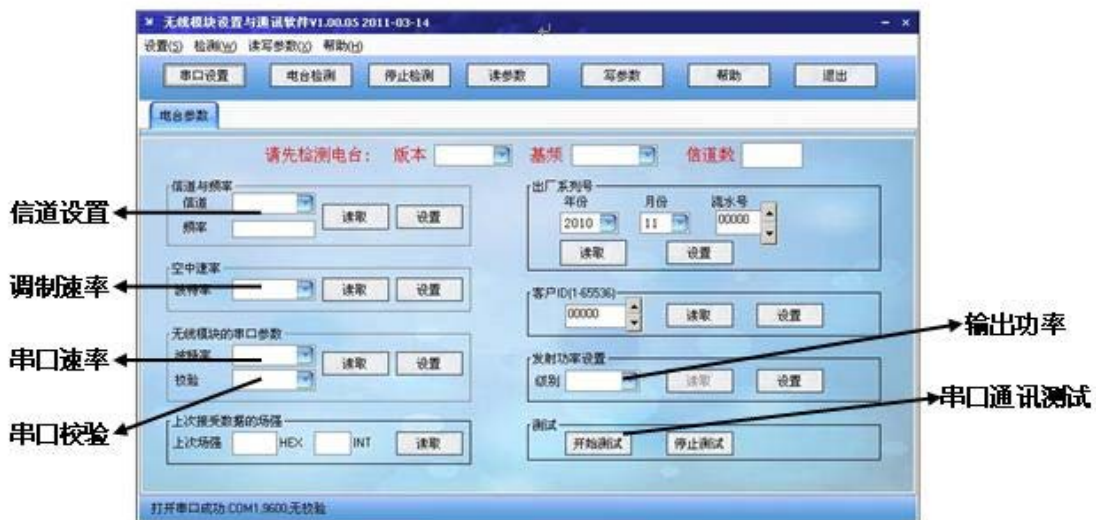 无线模块设置与通讯软件V1.00.05 2011-03-14
设置(S) 检测(W) 读写参数(X) 帮助(H)
串口设置 电台检测 停止检测 读参数 写参数 帮助 退出
电台参数
请先检测电台： 版本 基频 信道数
信道与频率
信道
频率
读取 设置
信道设置
出厂系列号
年份 月份 流水号
2010 11 00000
读取 设置
空中速率
波特率 读取 设置
调制速率
客户ID(1-65536)
00000 读取 设置
无线模块的串口参数
波特率
校验
读取 设置
串口速率
串口校验
发射功率设置
级别 读取 设置
输出功率
上次接受数据的场强
上次场强 HEX INT 读取
测试
开始测试 停止测试
串口通讯测试
打开串口成功:COM1,9600,无校验